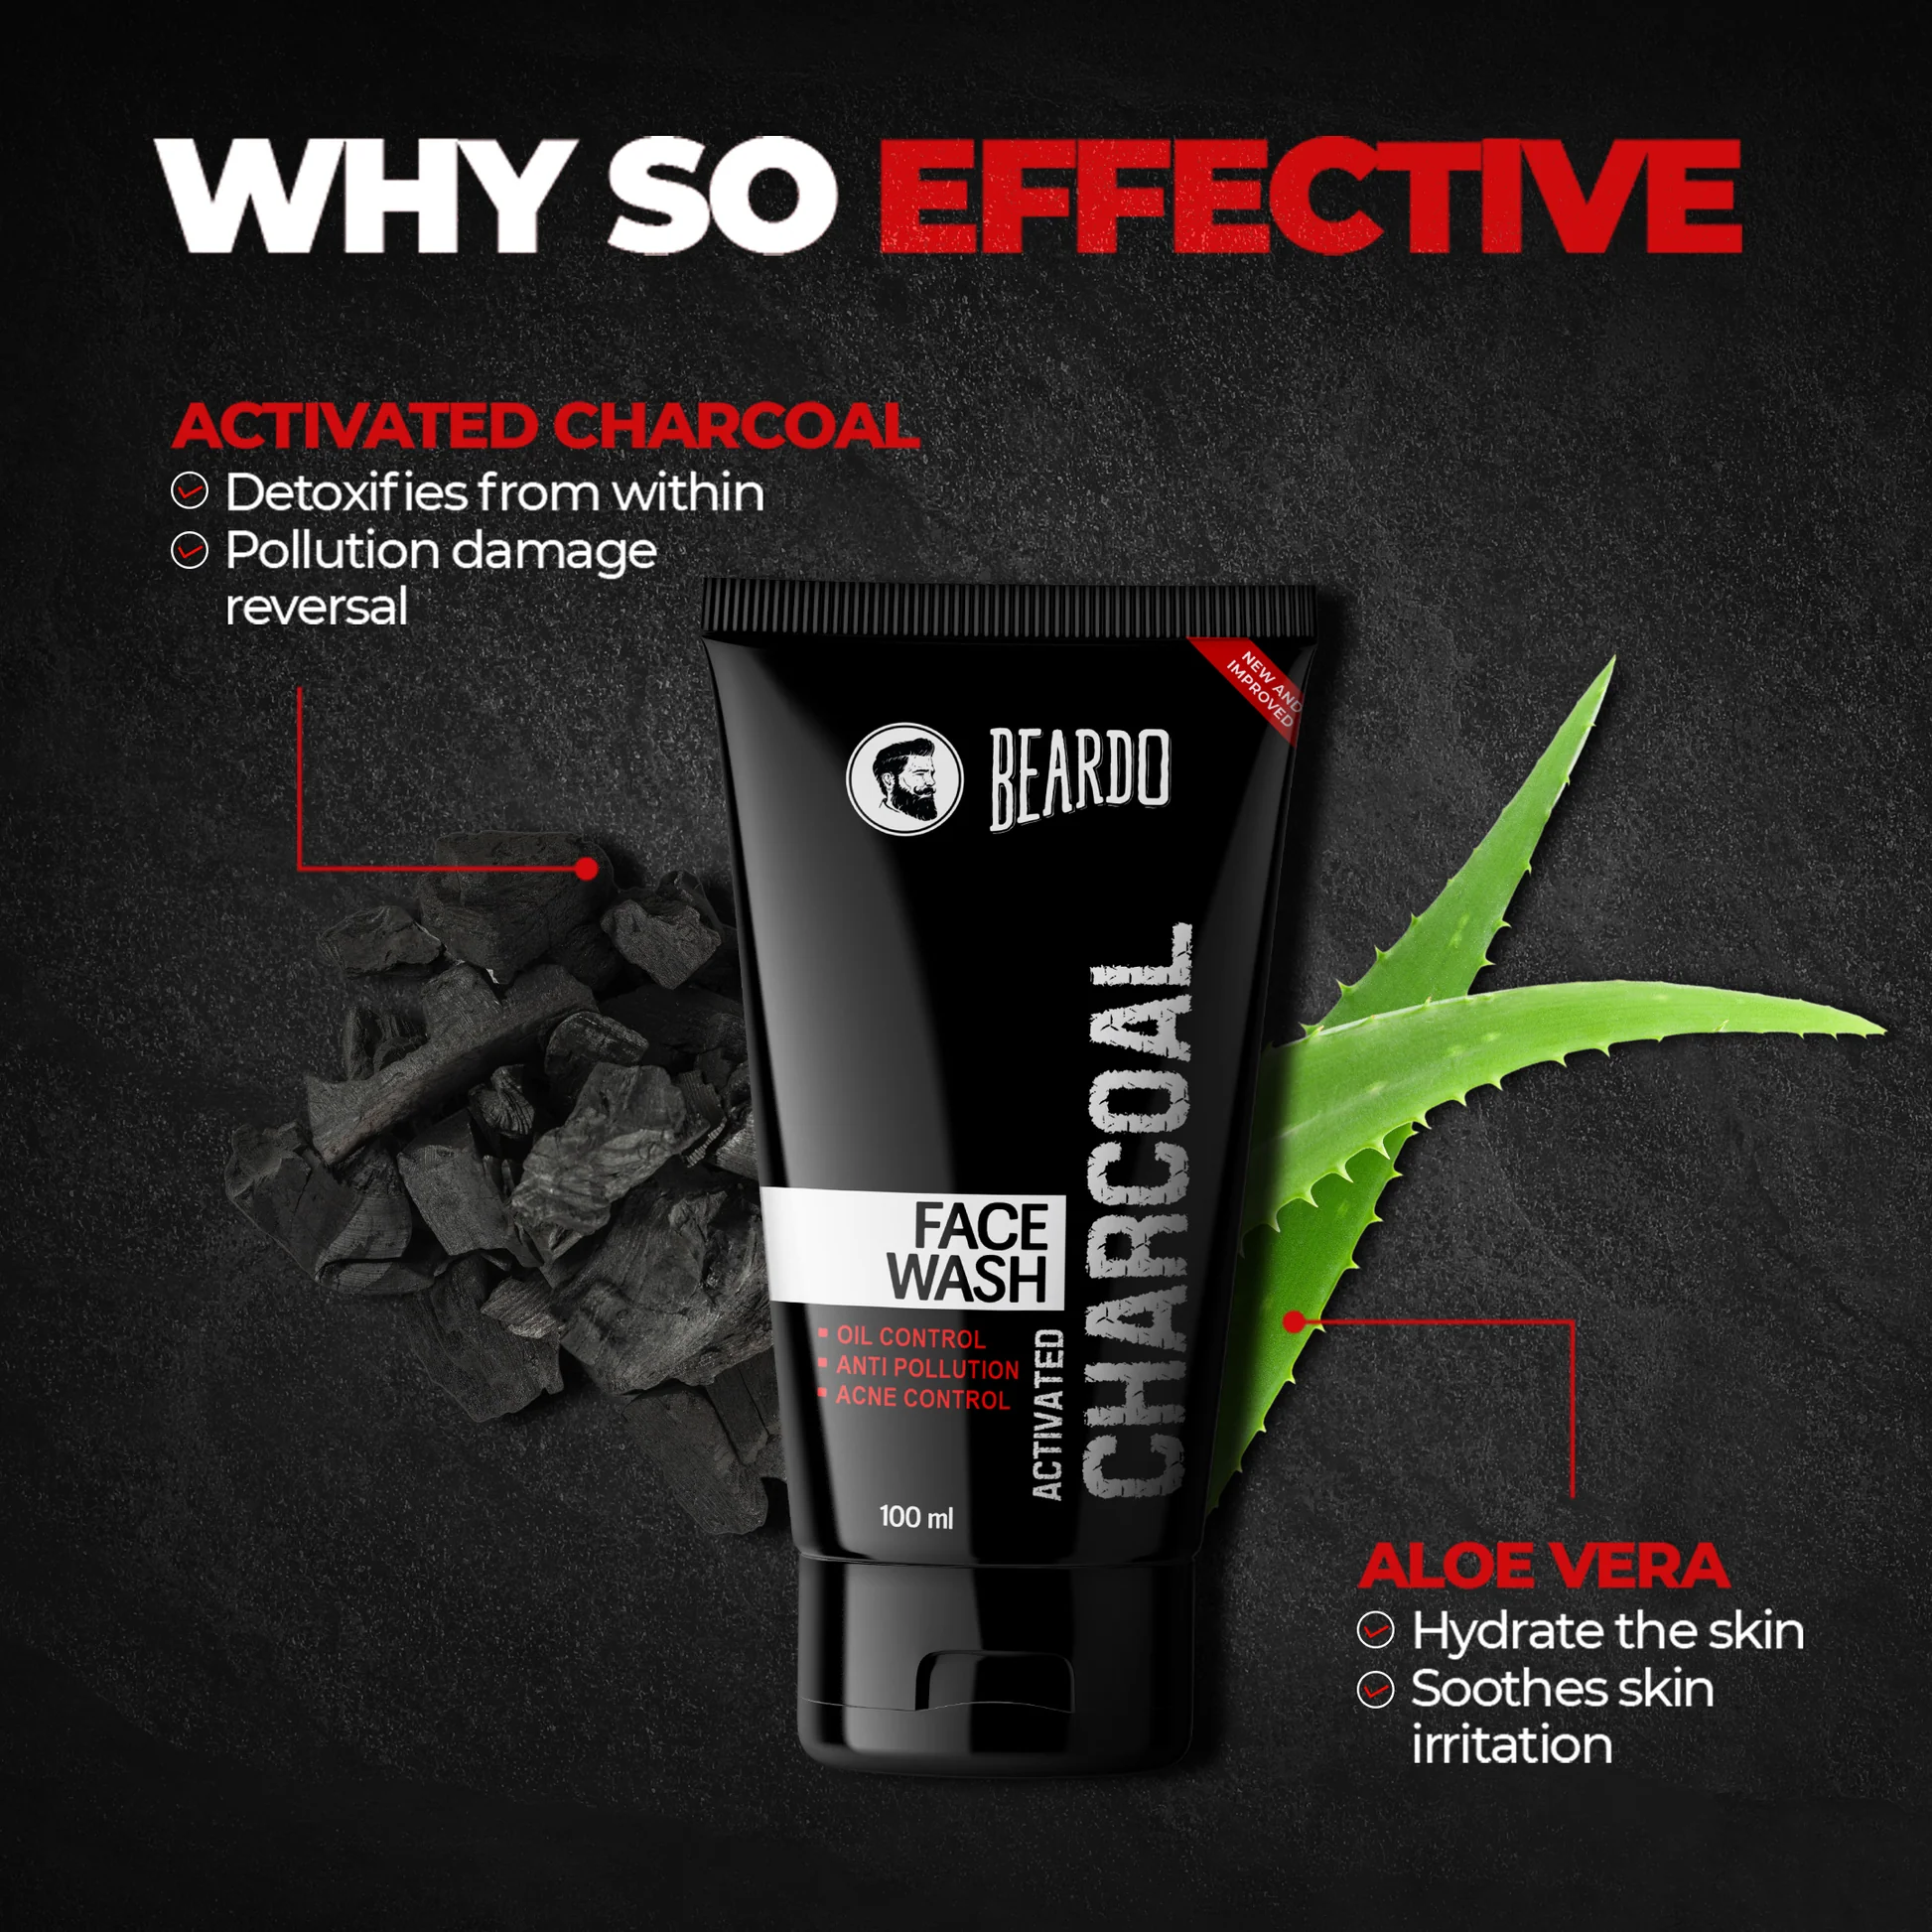 WHY SO EFFECTIVE
ACTIVATED CHARCOAL
Detoxifies from within
Pollution damage
reversal
NEW AND
IMPROVED
BEARDO
FACE
WASH
OIL CONTROL
ANTI POLLUTION
ACNE CONTROL
ACTIVATED
CHARCOAL
100 ml
ALOE VERA
Hydrate the skin
Soothes skin
irritation